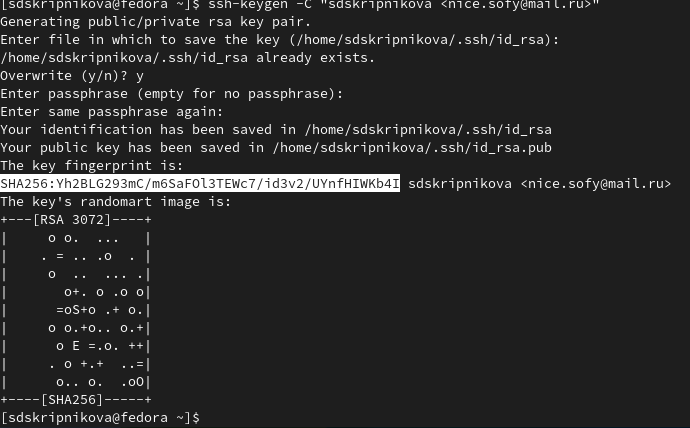 [sdskripnikova@fedora ~]$ ssh-keygen -C "sdskripnikova <nice.sofy@mail.ru>"
Generating public/private rsa key pair.
Enter file in which to save the key (/home/sdskripnikova/.ssh/id_rsa):
/home/sdskripnikova/.ssh/id_rsa already exists.
Overwrite (y/n)? y
Enter passphrase (empty for no passphrase):
Enter same passphrase again:
Your identification has been saved in /home/sdskripnikova/.ssh/id_rsa
Your public key has been saved in /home/sdskripnikova/.ssh/id_rsa.pub
The key fingerprint is:
SHA256:Yh2BLG293mC/m6SaFOl3TEWc7/id3v2/UYnfHIWKb4I sdskripnikova <nice.sofy@mail.ru>
The key's randomart image is:
+---[RSA 3072]----+
|     o o.  ...   |
|    . = .. .o  . |
|     o  ..  ... .|
|       o+. o .o o|
|      =oS+o .+ o.|
|     o o.+o.. o.+|
|      o E =.o. ++|
|     . o +.+  ..=|
|      o.. o.  .oO|
+----[SHA256]-----+
[sdskripnikova@fedora ~]$